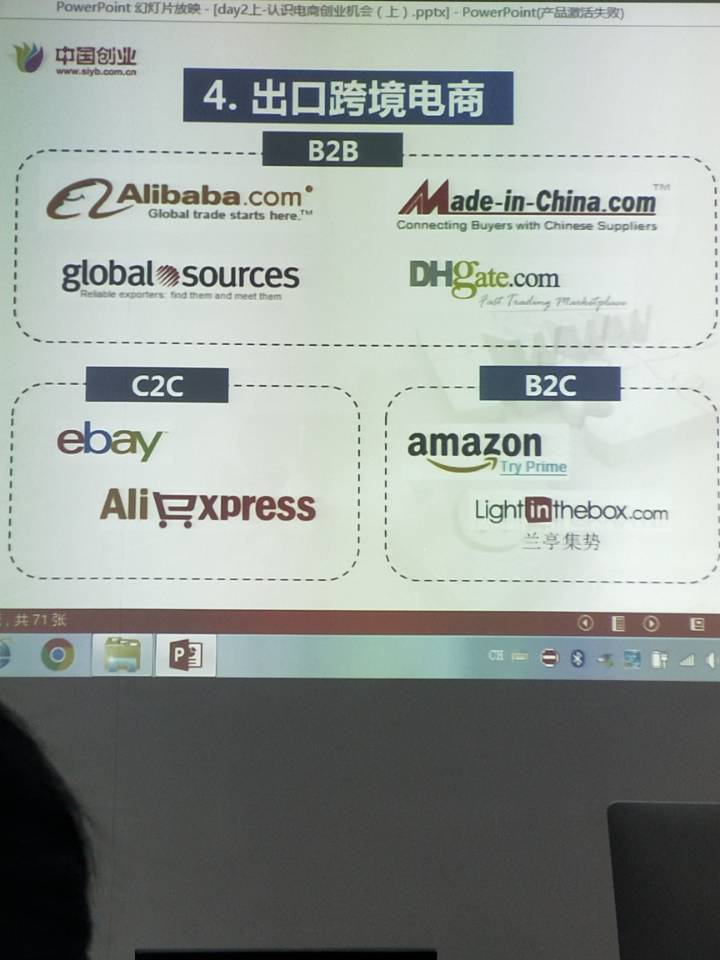 PowerPoint 幻灯片放映 - [day2上-认识电商创业机会（上）.pptx] - PowerPoint(产品激活失败)
中国创业
www.siyb.com.cn
4. 出口跨境电商
B2B
Alibaba.com
Global trade starts here.™
Made-in-China.com™
Connecting Buyers with Chinese Suppliers
global sources
Reliable exporters: find them and meet them
DHgate.com
Fast Trading Marketplace
C2C
ebay
AliExpress
B2C
amazon
Try Prime
Lightinthebox.com
兰亭集势
，共 71 张
CH